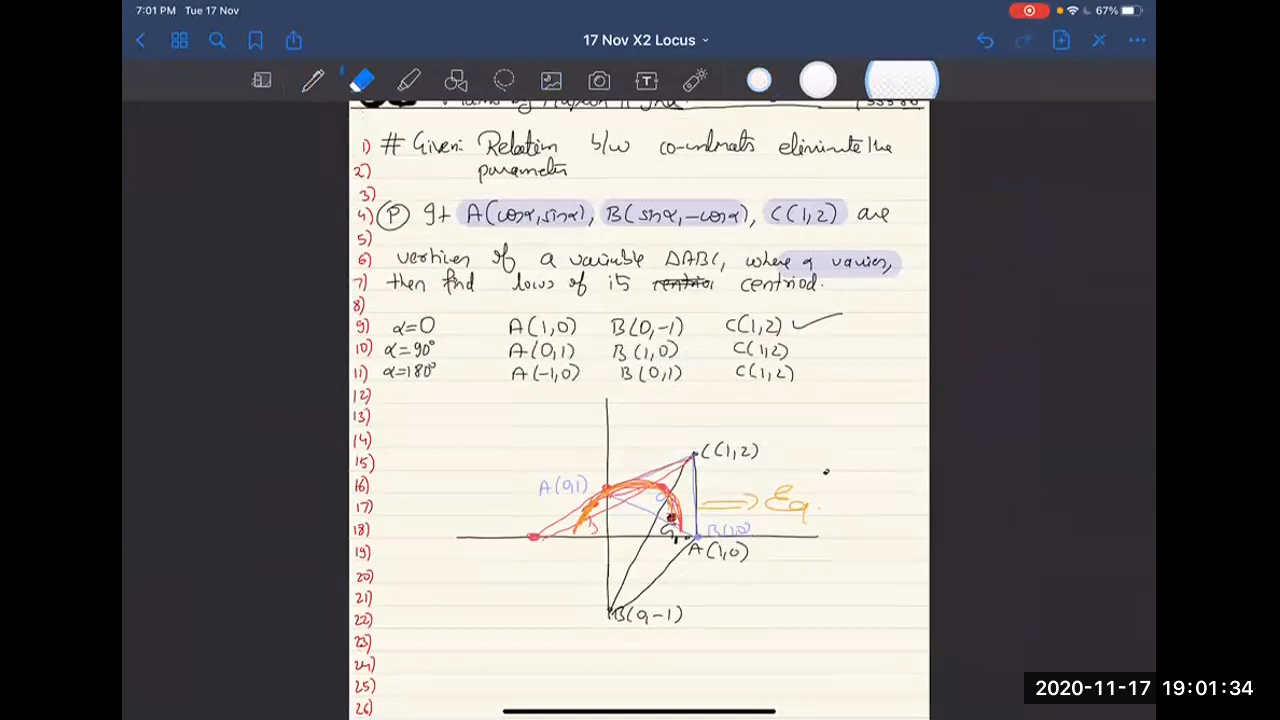 7:01 PM Tue 17 Nov
67%
17 Nov X2 Locus
1) # Given: Relation b/w co-ordinats eliminate the
2) parameter
3)
4) (P) If A(cosα, sinα), B(sinα, -cosα), C(1,2) are
5)
6) vertices of a variable ΔABC, where α varies,
7) then find locus of its centriod.
8)
9) α=0 A(1,0) B(0,-1) C(1,2) ✓
10) α=90° A(0,1) B(1,0) C(1,2)
11) α=180° A(-1,0) B(0,1) C(1,2)
12)
13)
14) C(1,2)
15)
16) A(0,1)
17) Eq.
18) B(1,0)
19) G, A(1,0)
20)
21)
22) B(0,-1)
23)
24)
25)
26)
2020-11-17 19:01:34